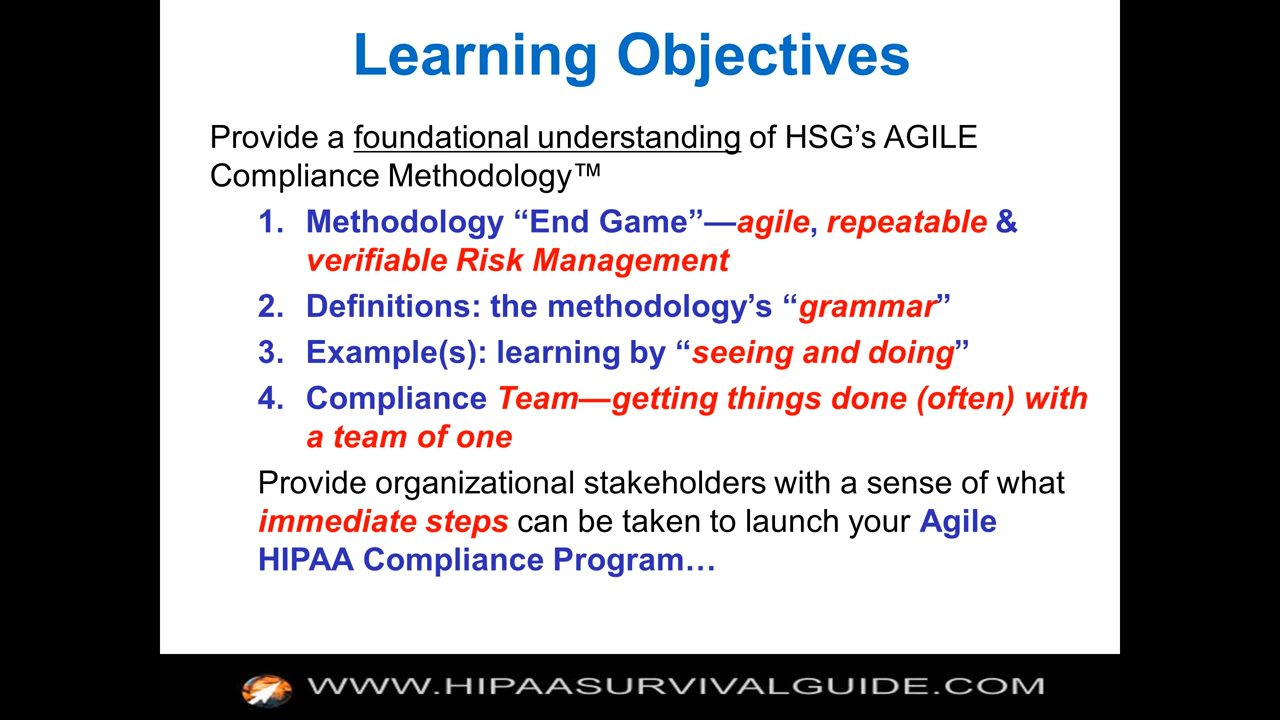 Learning Objectives
Provide a foundational understanding of HSG’s AGILE
Compliance Methodology™
1. Methodology “End Game”—agile, repeatable &
verifiable Risk Management
2. Definitions: the methodology’s “grammar”
3. Example(s): learning by “seeing and doing”
4. Compliance Team—getting things done (often) with
a team of one
Provide organizational stakeholders with a sense of what
immediate steps can be taken to launch your Agile
HIPAA Compliance Program…
WWW.HIPAASURVIVALGUIDE.COM